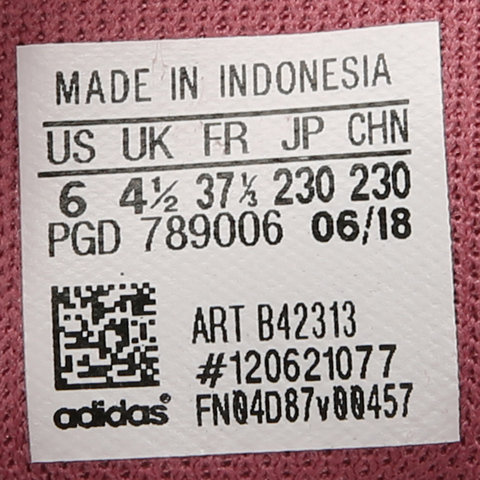 MADE IN INDONESIA
US UK FR JP CHN
6 4½ 37⅓ 230 230
PGD 789006 06/18
ART B42313
#120621077
adidas® FN04D87v00457